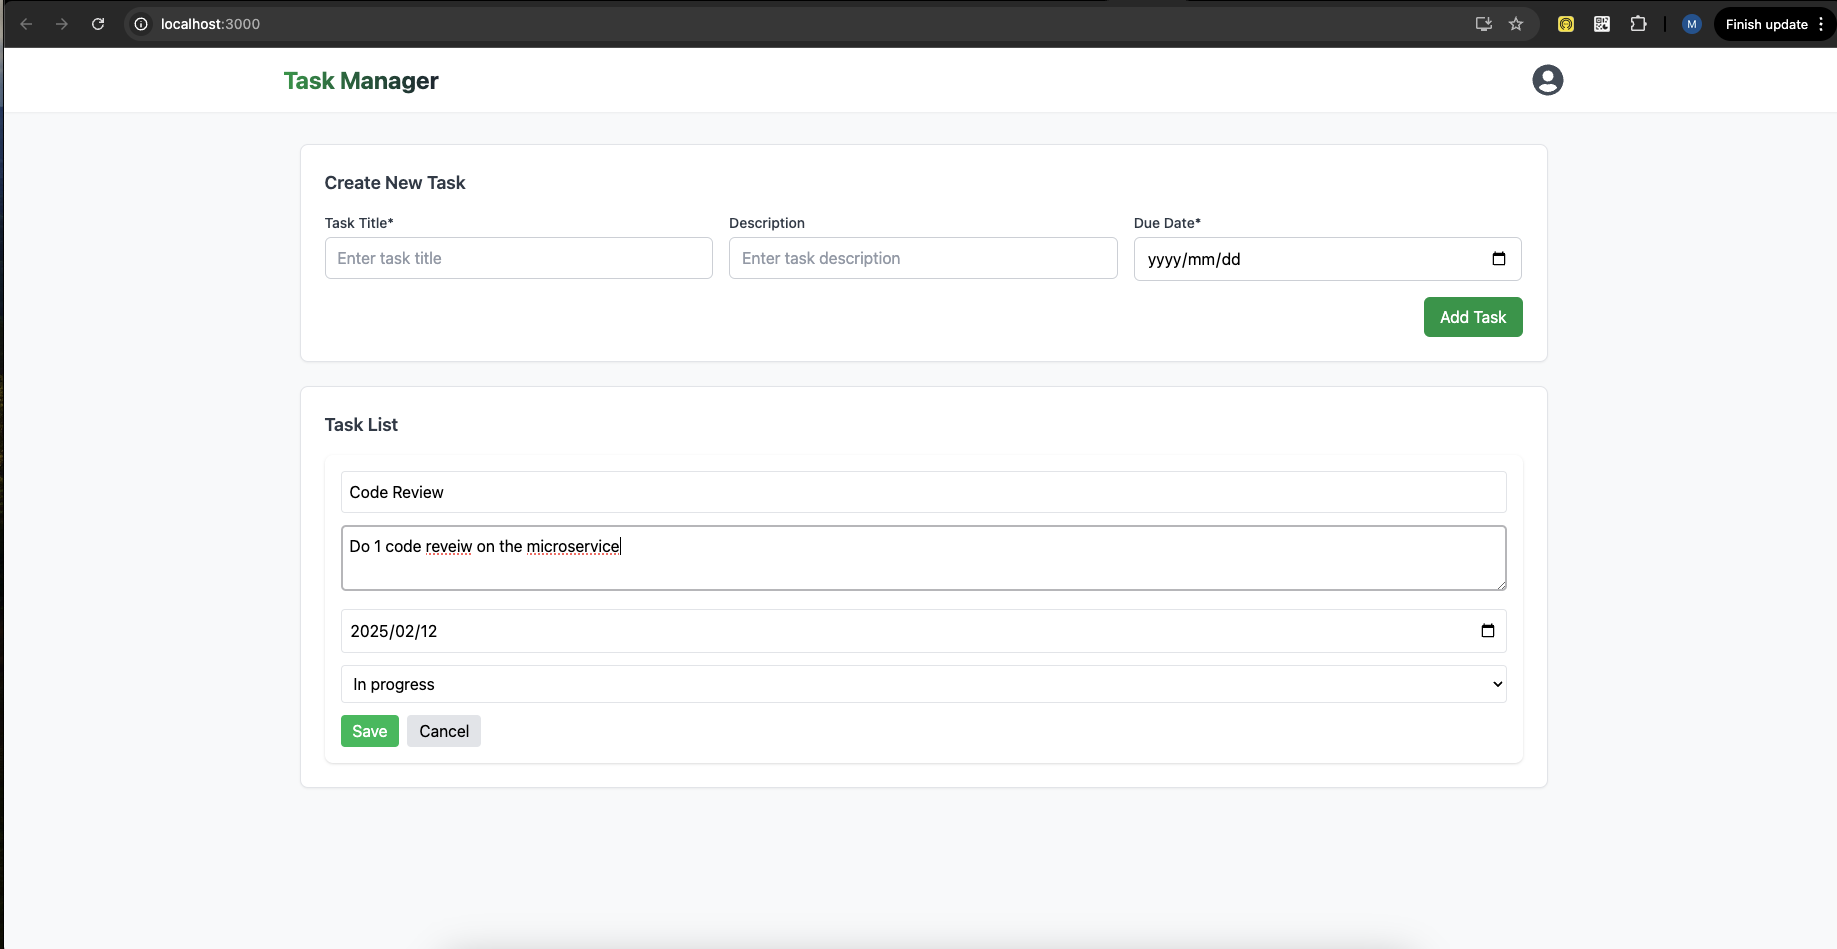 localhost:3000
M
Finish update
Task Manager
Create New Task
Task Title*
Description
Due Date*
Enter task title
Enter task description
yyyy/mm/dd
Add Task
Task List
Code Review
Do 1 code reveiw on the microservice
2025/02/12
In progress
Save
Cancel